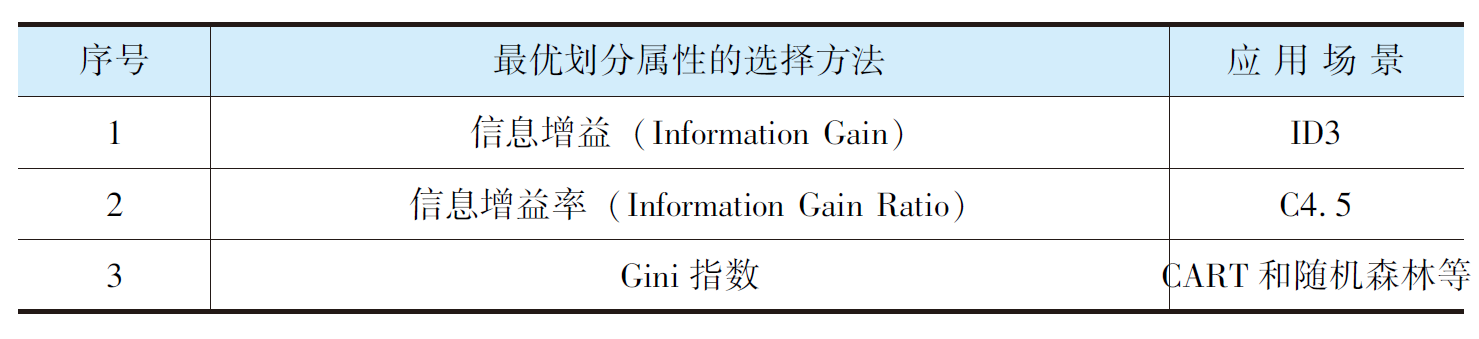 序号 最优划分属性的选择方法 应用场景
1 信息增益（Information Gain） ID3
2 信息增益率（Information Gain Ratio） C4.5
3 Gini 指数 CART 和随机森林等